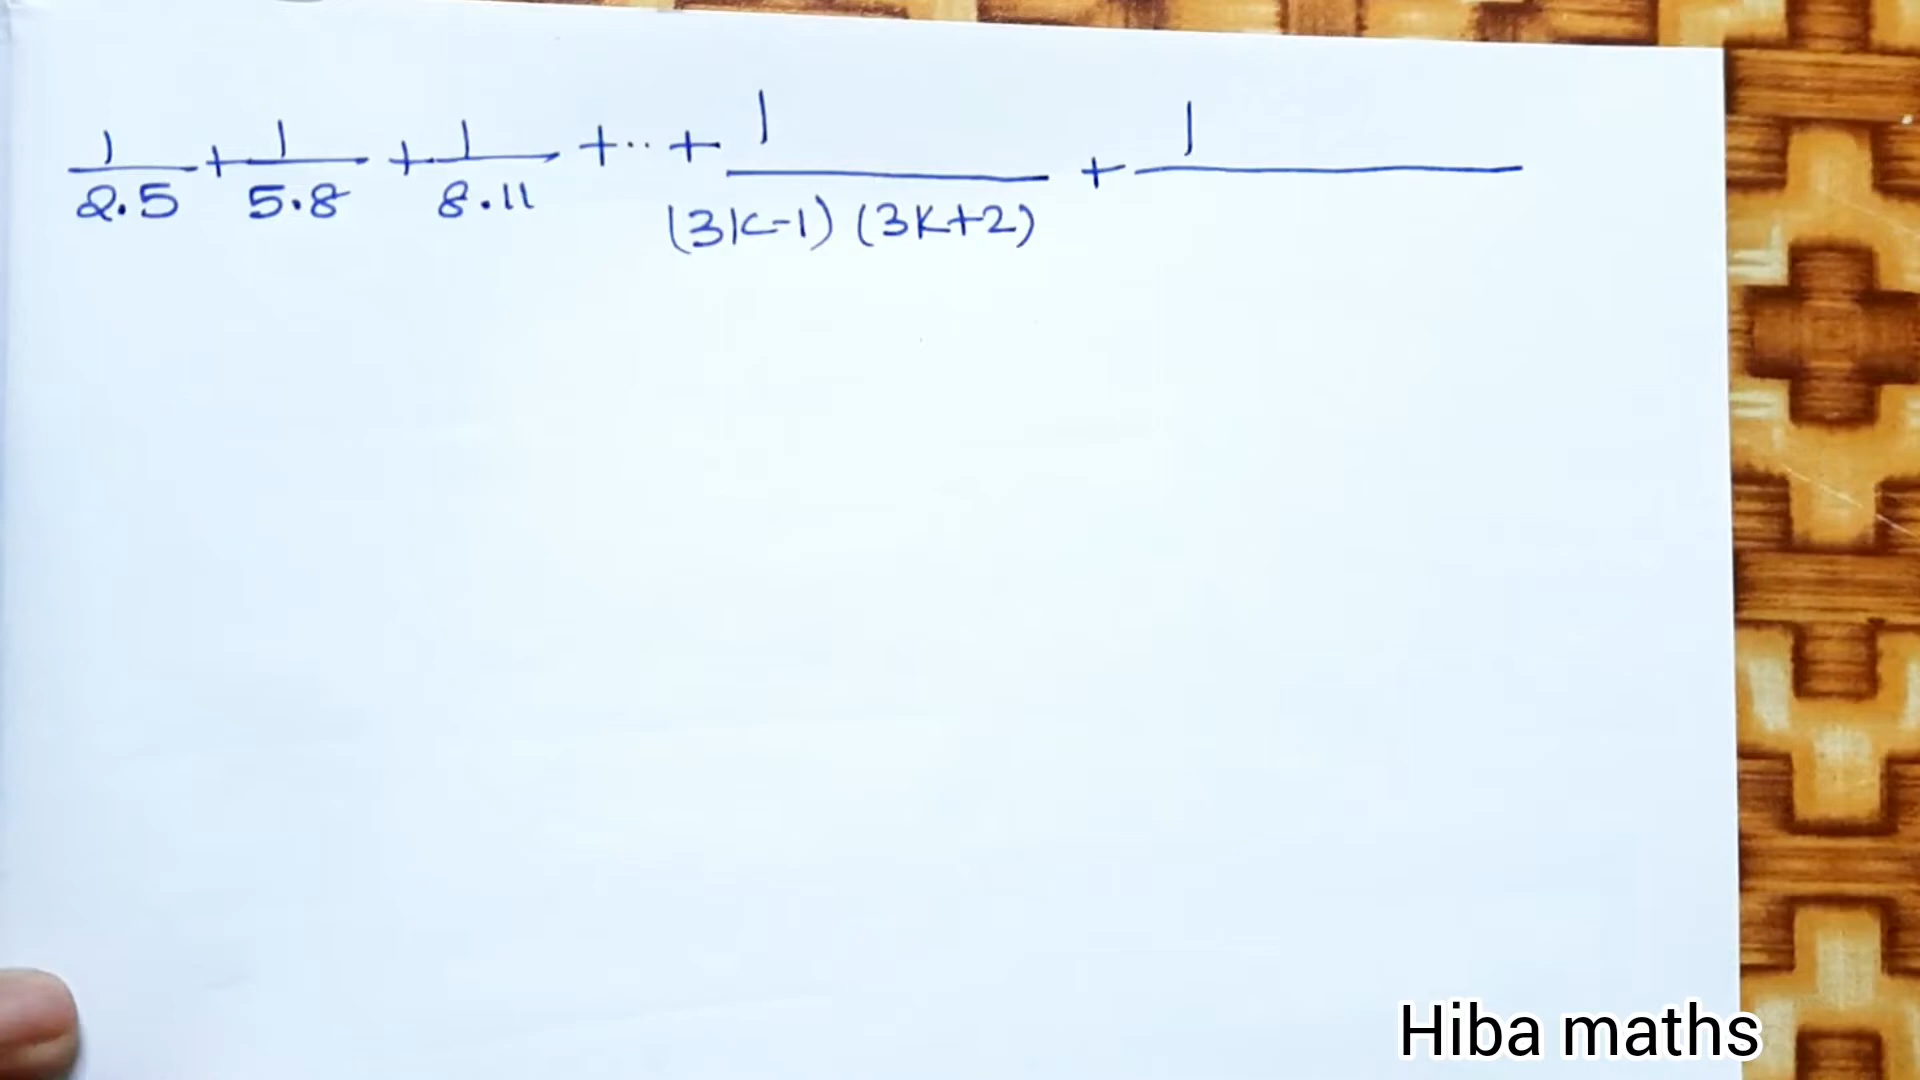 1/2.5 + 1/5.8 + 1/8.11 + ... + 1/(3k-1) (3k+2) + 1/
Hiba maths